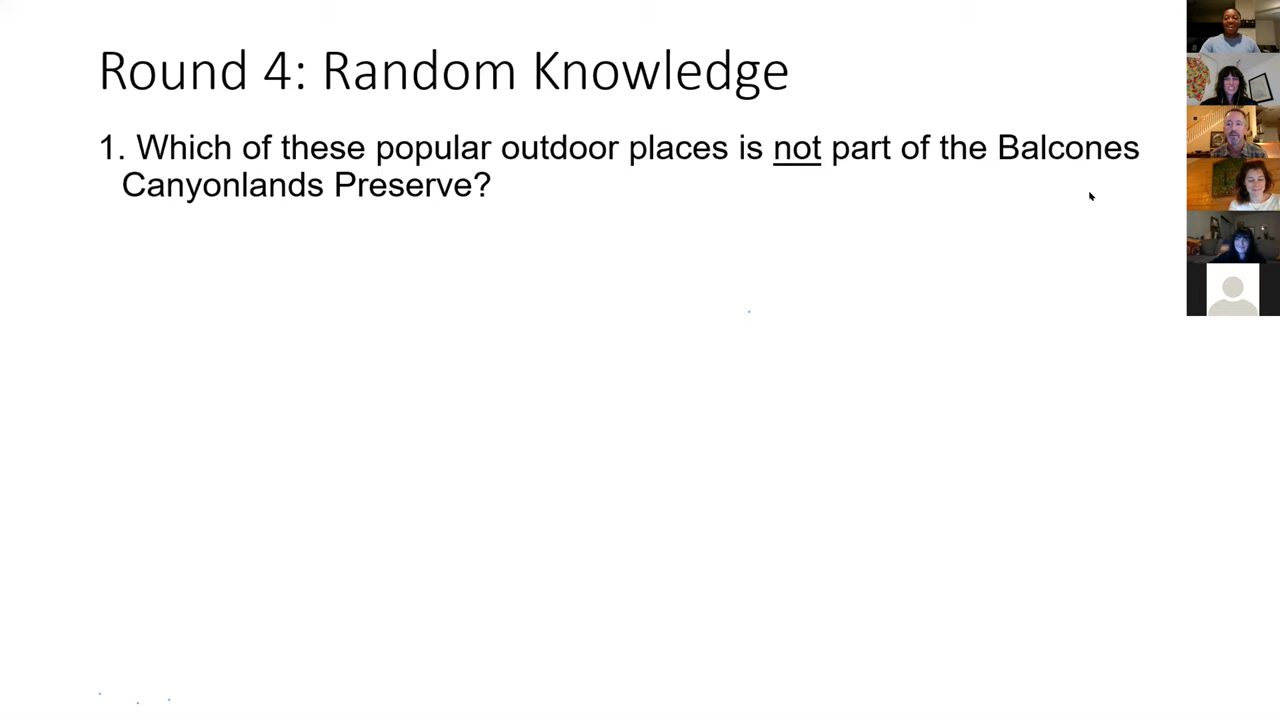 Round 4: Random Knowledge
1. Which of these popular outdoor places is not part of the Balcones
Canyonlands Preserve?